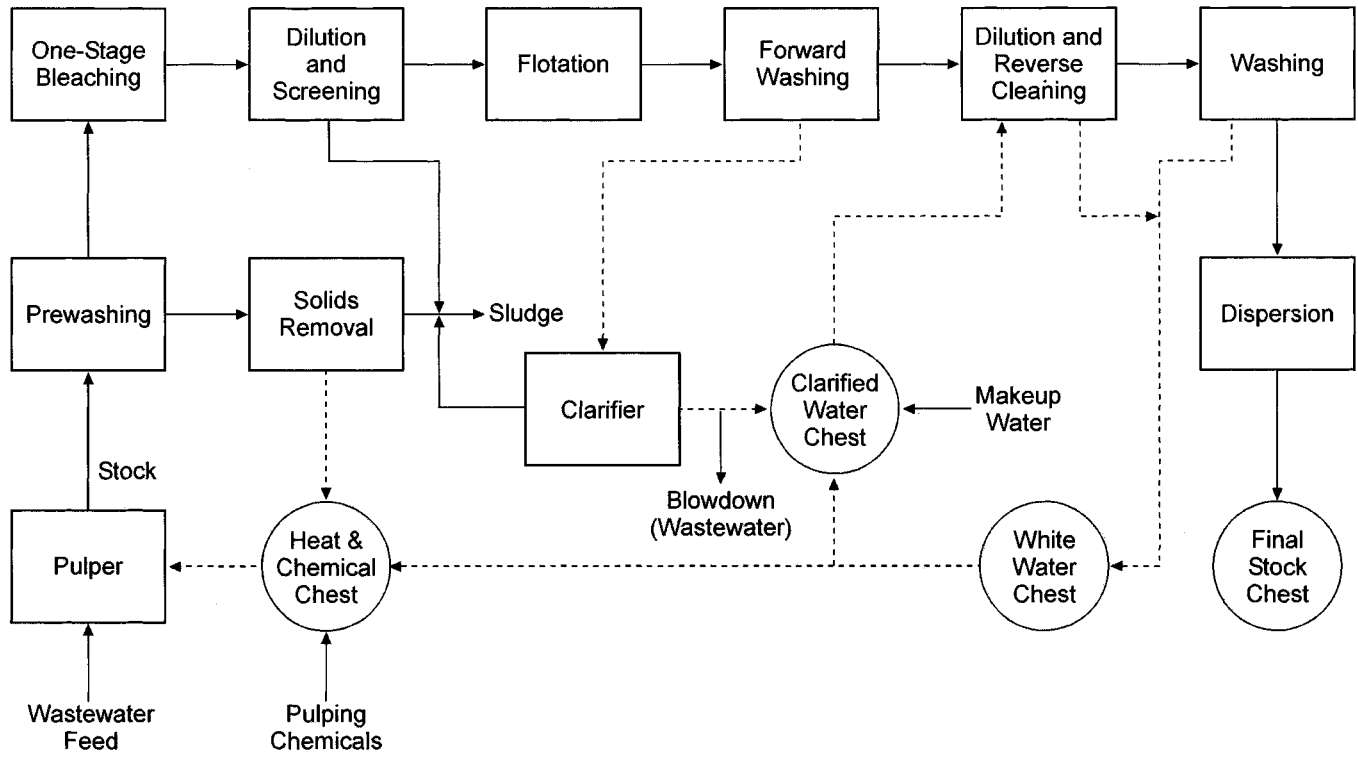 One-Stage
Bleaching
Dilution
and
Screening
Flotation
Forward
Washing
Dilution and
Reverse
Cleaning
Washing
Prewashing
Solids
Removal
Sludge
Clarifier
Clarified
Water
Chest
Makeup
Water
Dispersion
Stock
Blowdown
(Wastewater)
Pulper
Heat &
Chemical
Chest
White
Water
Chest
Final
Stock
Chest
Wastewater
Feed
Pulping
Chemicals